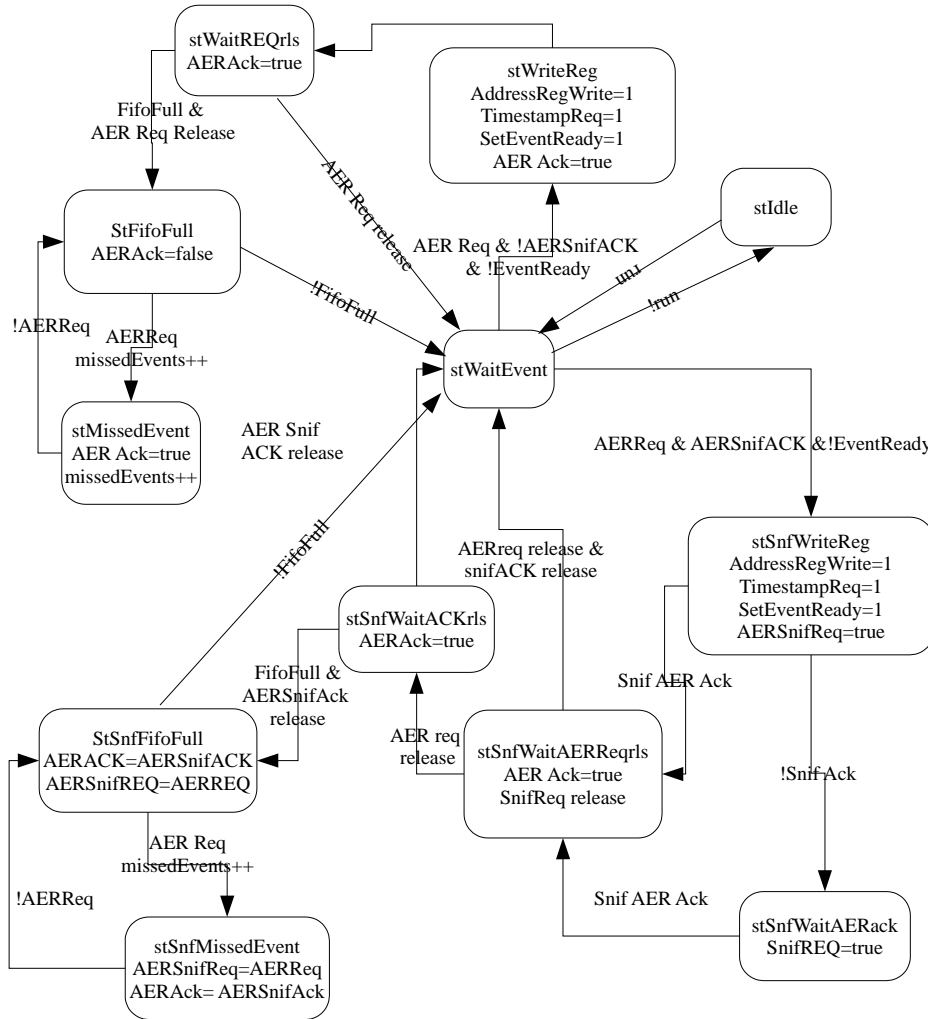 stWaitREQrls
AERAck=true
stWriteReg
AddressRegWrite=1
TimestampReq=1
SetEventReady=1
AER Ack=true
FifoFull &
AER Req Release
AER Req release
stIdle
StFifoFull
AERAck=false
AER Req & !AERSnifACK
& !EventReady
run
!run
!FifoFull
!AERReq
AERReq
missedEvents++
stWaitEvent
stMissedEvent
AER Ack=true
missedEvents++
AER Snif
ACK release
AERReq & AERSnifACK &!EventReady
!FifoFull
AERreq release &
snifACK release
stSnfWriteReg
AddressRegWrite=1
TimestampReq=1
SetEventReady=1
AERSnifReq=true
stSnfWaitACKrls
AERAck=true
FifoFull &
AERSnifAck
release
Snif AER Ack
StSnfFifoFull
AERACK=AERSnifACK
AERSnifREQ=AERREQ
AER req
release
stSnfWaitAERReqrls
AER Ack=true
SnifReq release
!Snif Ack
AER Req
missedEvents++
!AERReq
Snif AER Ack
stSnfWaitAERack
SnifREQ=true
stSnfMissedEvent
AERSnifReq=AERReq
AERAck= AERSnifAck